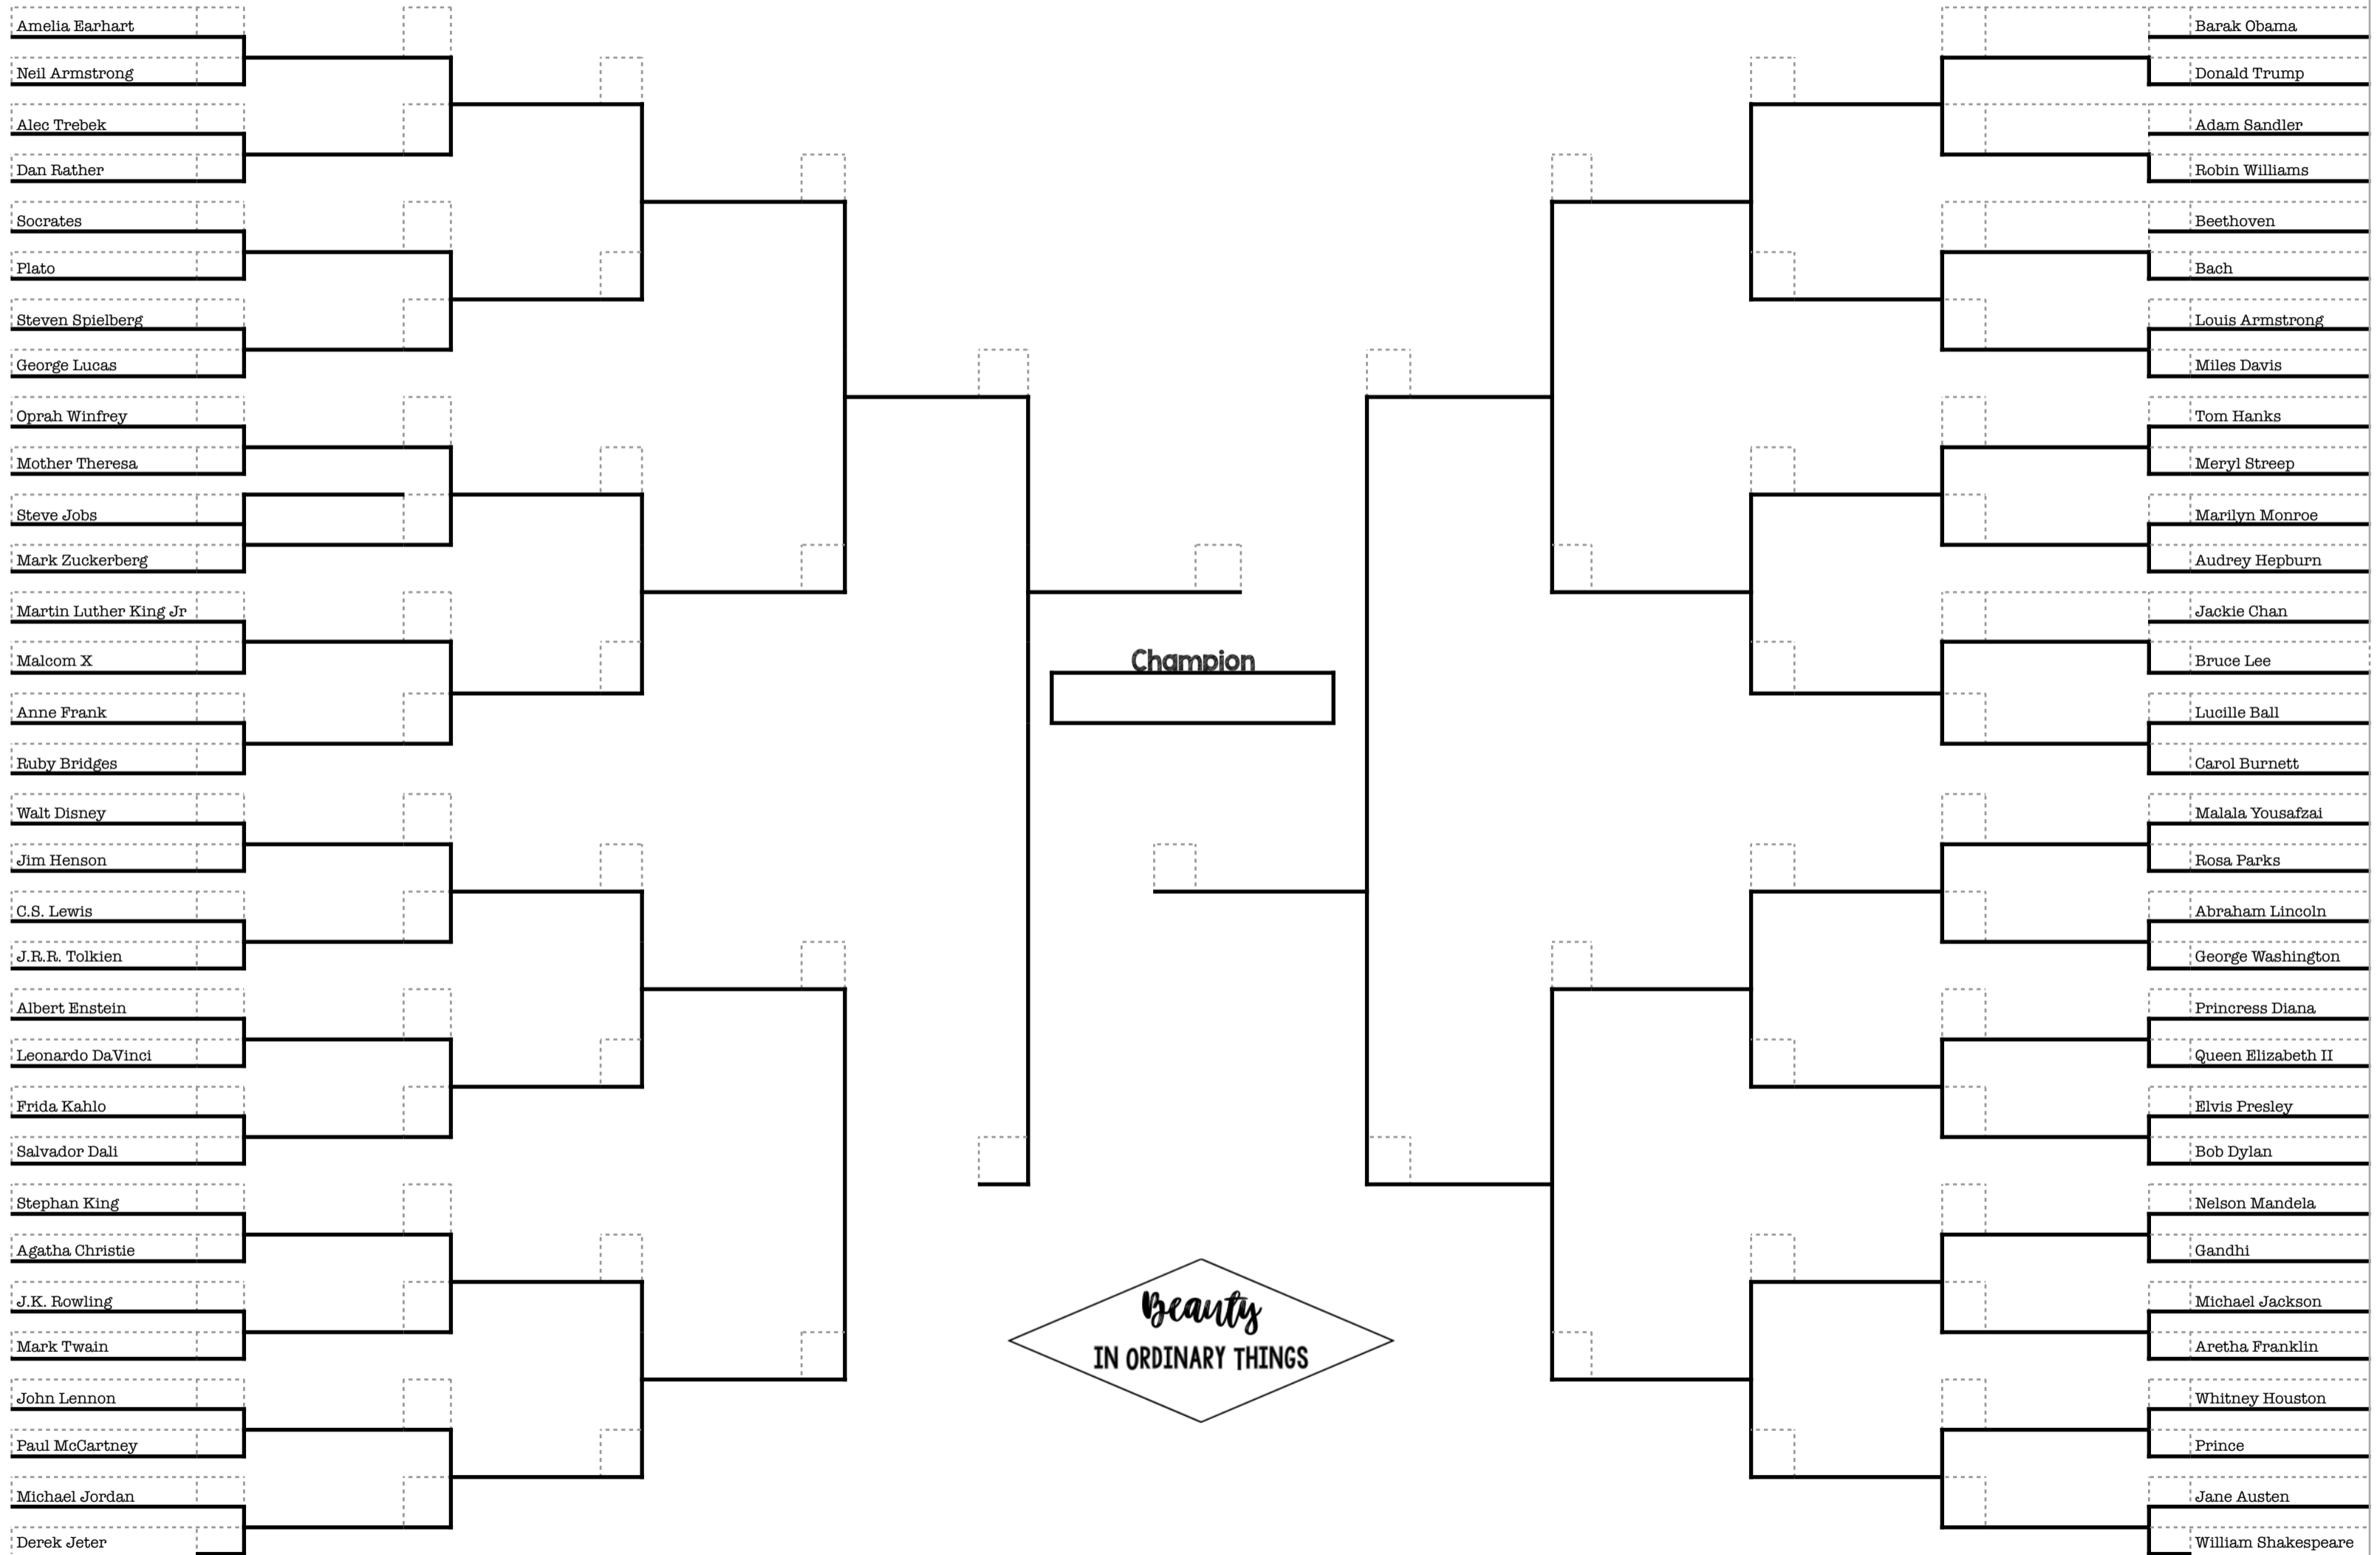 Amelia Earhart
Neil Armstrong
Alec Trebek
Dan Rather
Socrates
Plato
Steven Spielberg
George Lucas
Oprah Winfrey
Mother Theresa
Steve Jobs
Mark Zuckerberg
Martin Luther King Jr
Malcom X
Anne Frank
Ruby Bridges
Walt Disney
Jim Henson
C.S. Lewis
J.R.R. Tolkien
Albert Enstein
Leonardo DaVinci
Frida Kahlo
Salvador Dali
Stephan King
Agatha Christie
J.K. Rowling
Mark Twain
John Lennon
Paul McCartney
Michael Jordan
Derek Jeter
Champion
Beauty
IN ORDINARY THINGS
Barak Obama
Donald Trump
Adam Sandler
Robin Williams
Beethoven
Bach
Louis Armstrong
Miles Davis
Tom Hanks
Meryl Streep
Marilyn Monroe
Audrey Hepburn
Jackie Chan
Bruce Lee
Lucille Ball
Carol Burnett
Malala Yousafzai
Rosa Parks
Abraham Lincoln
George Washington
Princress Diana
Queen Elizabeth II
Elvis Presley
Bob Dylan
Nelson Mandela
Gandhi
Michael Jackson
Aretha Franklin
Whitney Houston
Prince
Jane Austen
William Shakespeare